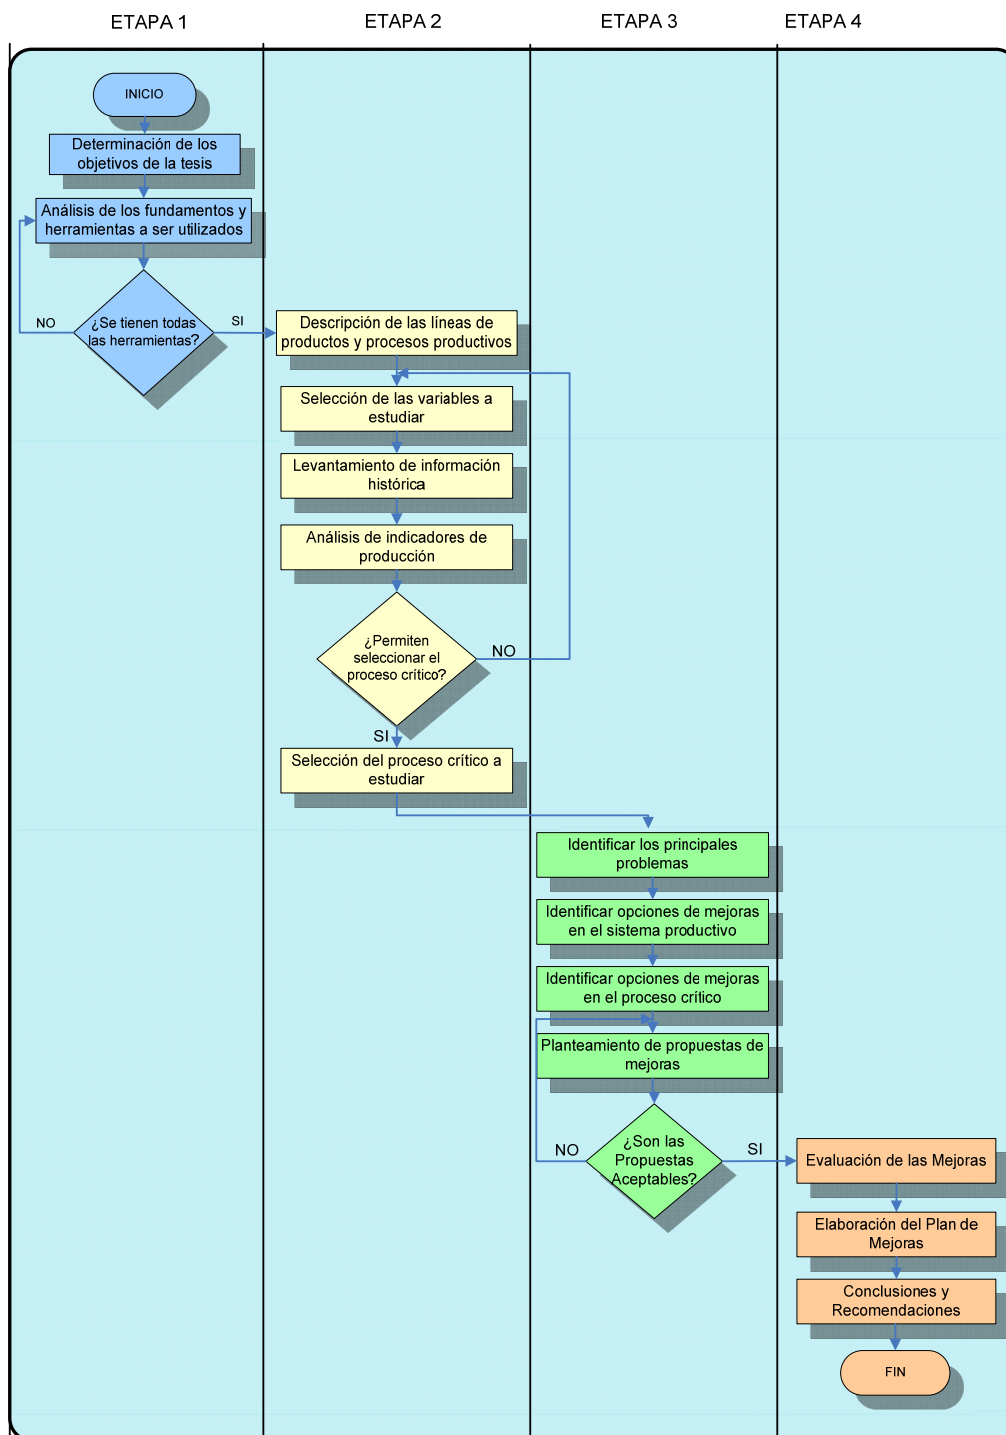 ETAPA 1
ETAPA 2
ETAPA 3
ETAPA 4
INICIO
Determinación de los
objetivos de la tesis
Análisis de los fundamentos y
herramientas a ser utilizados
¿Se tienen todas
las herramientas?
NO
SI
Descripción de las líneas de
productos y procesos productivos
Selección de las variables a
estudiar
Levantamiento de información
histórica
Análisis de indicadores de
producción
¿Permiten
seleccionar el
proceso crítico?
NO
SI
Selección del proceso crítico a
estudiar
Identificar los principales
problemas
Identificar opciones de mejoras
en el sistema productivo
Identificar opciones de mejoras
en el proceso crítico
Planteamiento de propuestas de
mejoras
¿Son las
Propuestas
Aceptables?
NO
SI
Evaluación de las Mejoras
Elaboración del Plan de
Mejoras
Conclusiones y
Recomendaciones
FIN